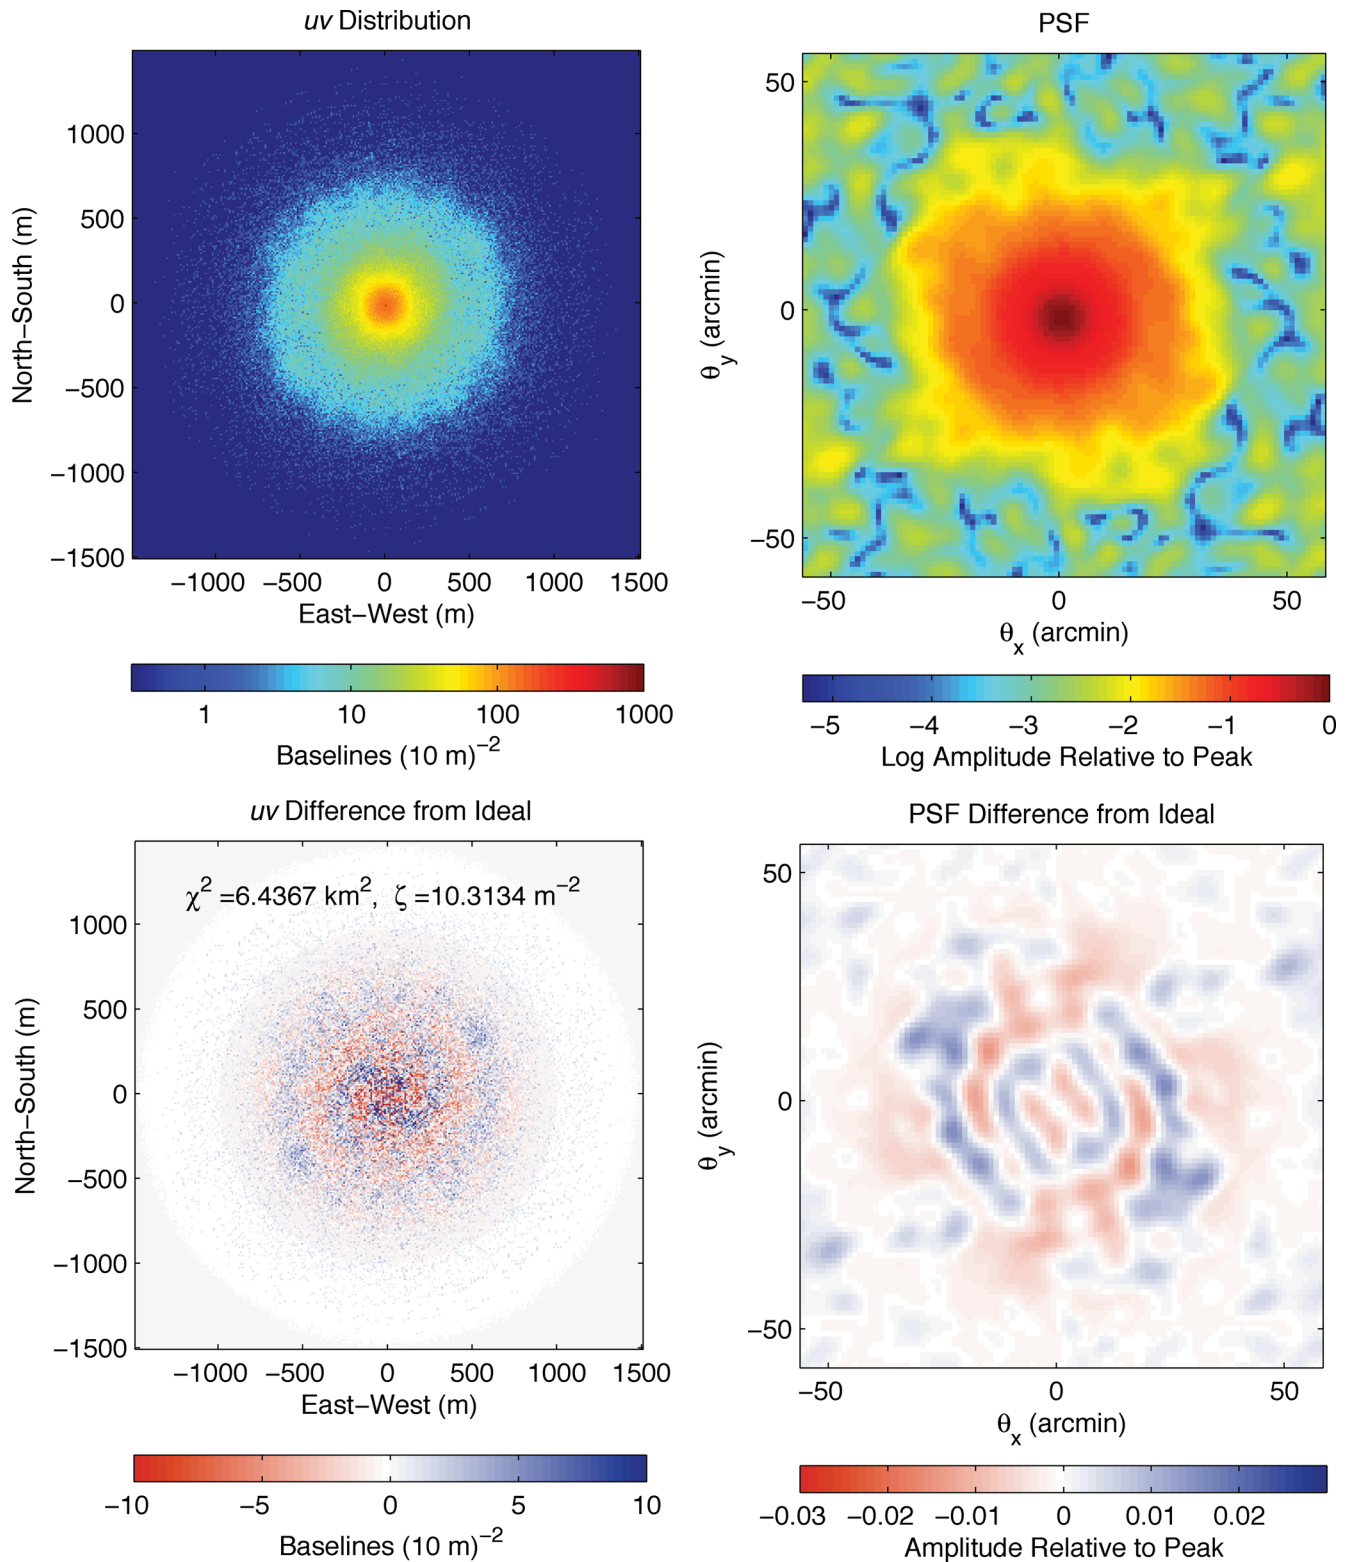 uv Distribution
PSF
1000
500
0
−500
−1000
−1500
North−South (m)
−1000 −500 0 500 1000 1500
East−West (m)
1 10 100 1000
Baselines (10 m)−2
50
0
−50
θy (arcmin)
−50 0 50
θx (arcmin)
−5 −4 −3 −2 −1 0
Log Amplitude Relative to Peak
uv Difference from Ideal
PSF Difference from Ideal
χ2 =6.4367 km2, ζ =10.3134 m−2
1000
500
0
−500
−1000
−1500
North−South (m)
−1000 −500 0 500 1000 1500
East−West (m)
−10 −5 0 5 10
Baselines (10 m)−2
50
0
−50
θy (arcmin)
−50 0 50
θx (arcmin)
−0.03 −0.02 −0.01 0 0.01 0.02
Amplitude Relative to Peak